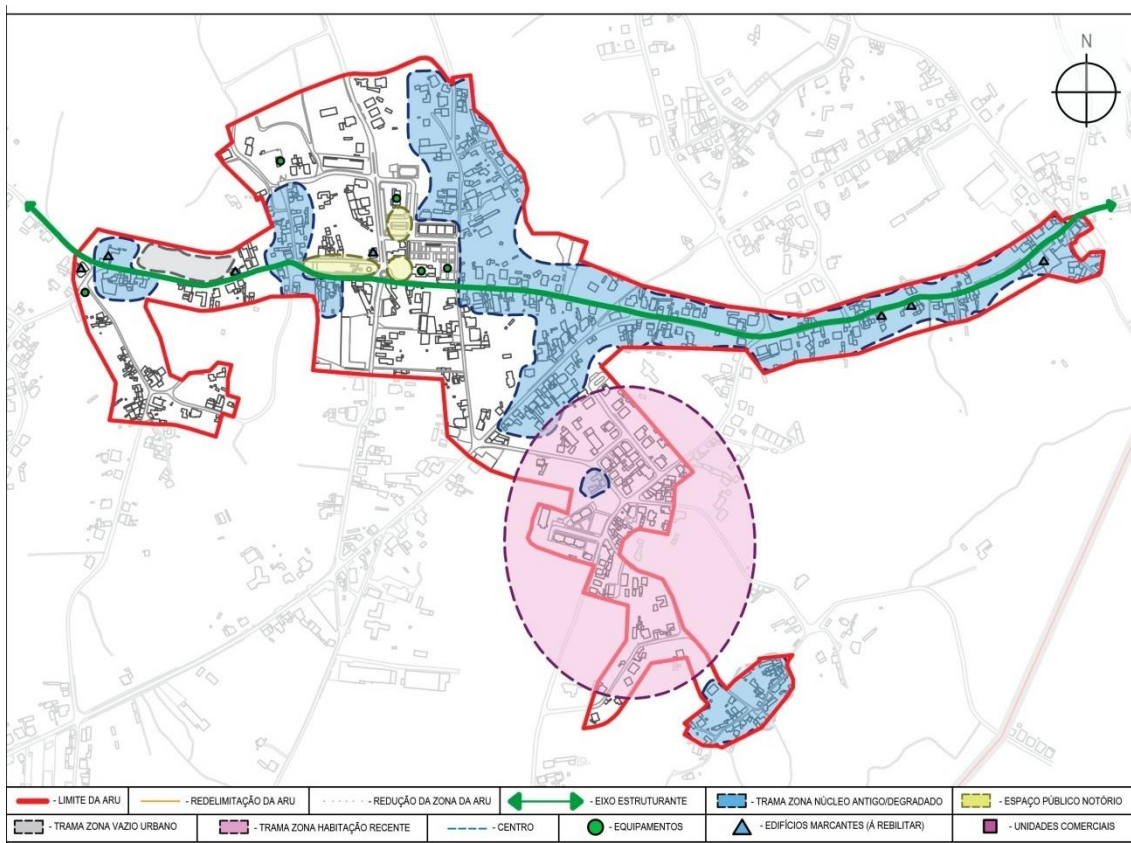 N
- LIMITE DA ARU
- REDELIMITAÇÃO DA ARU
- REDUÇÃO DA ZONA DA ARU
- EIXO ESTRUTURANTE
- TRAMA ZONA NÚCLEO ANTIGO/DEGRADADO
- ESPAÇO PÚBLICO NOTÓRIO
- TRAMA ZONA VAZIO URBANO
- TRAMA ZONA HABITAÇÃO RECENTE
- CENTRO
- EQUIPAMENTOS
- EDIFÍCIOS MARCANTES (Á REBILITAR)
- UNIDADES COMERCIAIS